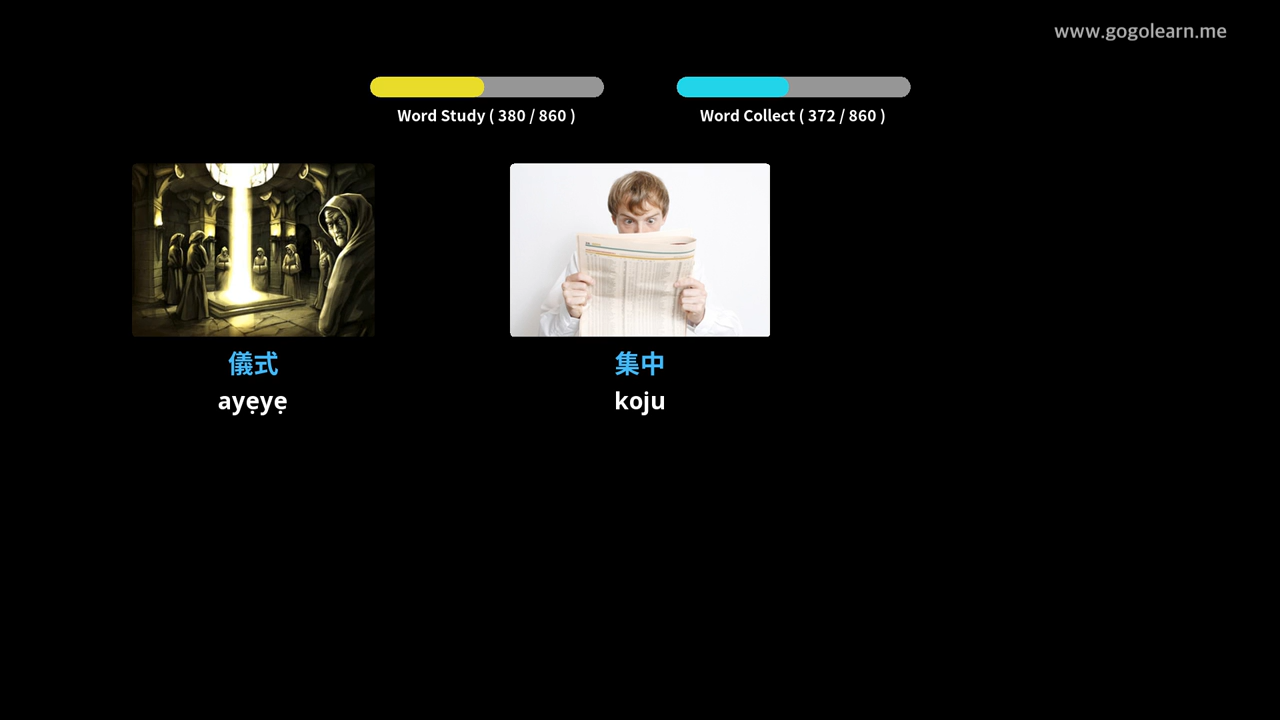 www.gogolearn.me
Word Study ( 380 / 860 )
Word Collect ( 372 / 860 )
儀式
ayẹyẹ
集中
koju